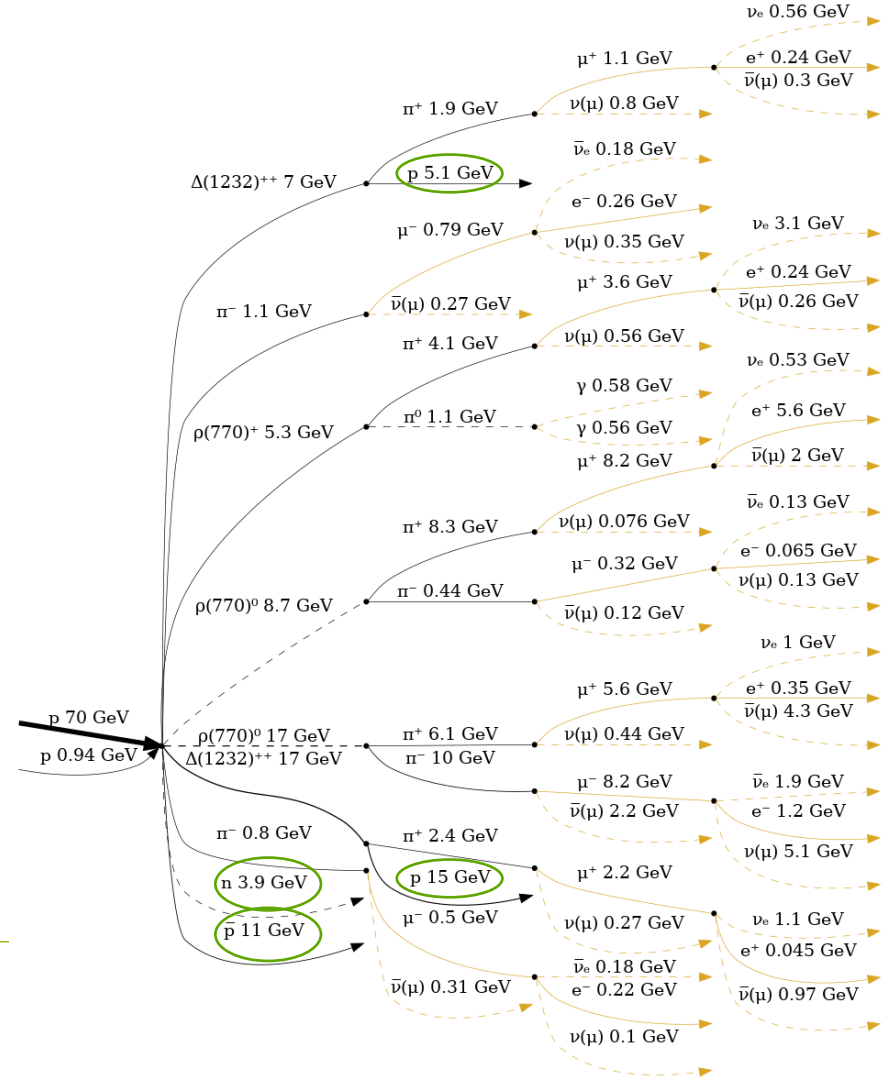 νₑ 0.56 GeV
μ⁺ 1.1 GeV
e⁺ 0.24 GeV
ν̅(μ) 0.3 GeV
π⁺ 1.9 GeV
ν(μ) 0.8 GeV
ν̅ₑ 0.18 GeV
p 5.1 GeV
Δ(1232)⁺⁺ 7 GeV
e⁻ 0.26 GeV
νₑ 3.1 GeV
μ⁻ 0.79 GeV
ν(μ) 0.35 GeV
e⁺ 0.24 GeV
μ⁺ 3.6 GeV
ν̅(μ) 0.26 GeV
π⁻ 1.1 GeV
ν̅(μ) 0.27 GeV
ν(μ) 0.56 GeV
π⁺ 4.1 GeV
νₑ 0.53 GeV
γ 0.58 GeV
e⁺ 5.6 GeV
π⁰ 1.1 GeV
γ 0.56 GeV
ρ(770)⁺ 5.3 GeV
ν̅(μ) 2 GeV
μ⁺ 8.2 GeV
ν̅ₑ 0.13 GeV
π⁺ 8.3 GeV
ν(μ) 0.076 GeV
e⁻ 0.065 GeV
μ⁻ 0.32 GeV
ν(μ) 0.13 GeV
π⁻ 0.44 GeV
ρ(770)⁰ 8.7 GeV
ν̅(μ) 0.12 GeV
νₑ 1 GeV
μ⁺ 5.6 GeV
e⁺ 0.35 GeV
ν̅(μ) 4.3 GeV
p 70 GeV
ρ(770)⁰ 17 GeV
π⁺ 6.1 GeV
ν(μ) 0.44 GeV
p 0.94 GeV
Δ(1232)⁺⁺ 17 GeV
π⁻ 10 GeV
μ⁻ 8.2 GeV
ν̅ₑ 1.9 GeV
ν̅(μ) 2.2 GeV
e⁻ 1.2 GeV
π⁻ 0.8 GeV
π⁺ 2.4 GeV
ν(μ) 5.1 GeV
μ⁺ 2.2 GeV
n 3.9 GeV
p 15 GeV
μ⁻ 0.5 GeV
ν(μ) 0.27 GeV
νₑ 1.1 GeV
p̅ 11 GeV
e⁺ 0.045 GeV
ν̅ₑ 0.18 GeV
ν̅(μ) 0.31 GeV
e⁻ 0.22 GeV
ν̅(μ) 0.97 GeV
ν(μ) 0.1 GeV